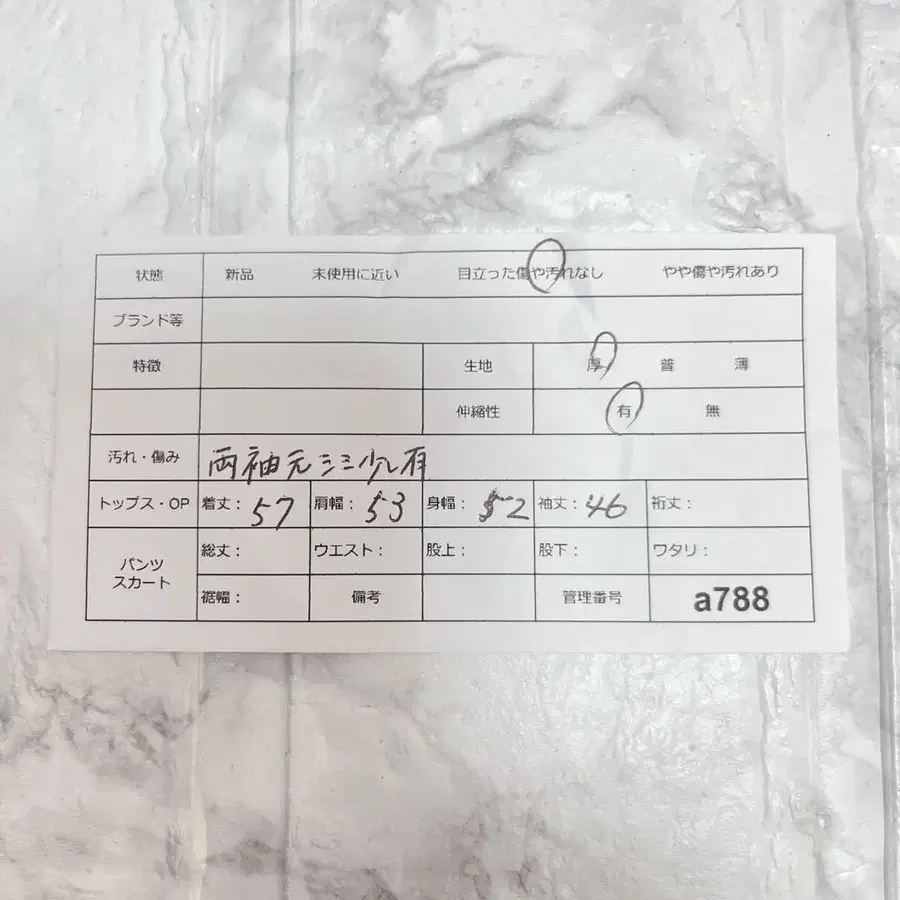 状態 新品 未使用に近い 目立った傷や汚れなし やや傷や汚れあり
ブランド等
特徴 生地 厚 普 薄
伸縮性 有 無
汚れ・傷み 両袖元シミ少し有
トップス・OP 着丈： 57 肩幅： 53 身幅： 52 袖丈： 46 裄丈：
パンツ
スカート
総丈： ウエスト： 股上： 股下： ワタリ：
裾幅： 備考 管理番号 a788